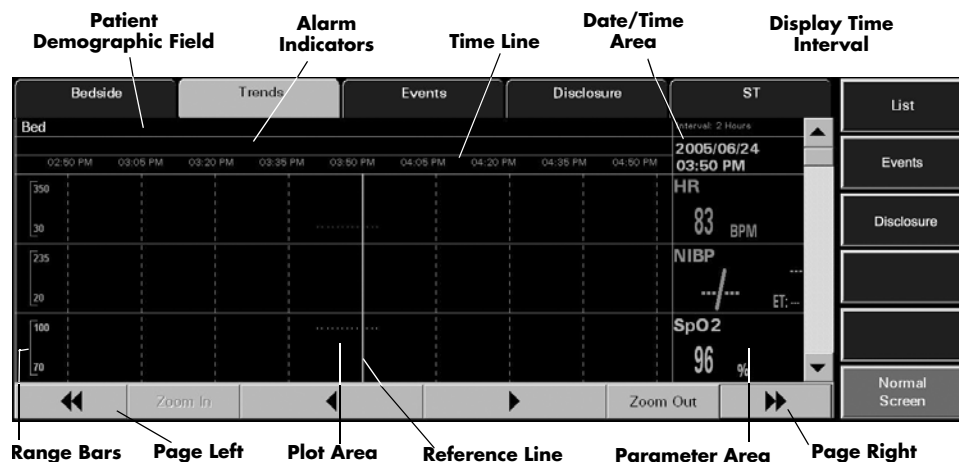 Patient
Demographic Field
Alarm
Indicators
Time Line
Date/Time
Area
Display Time
Interval
Bedside
Trends
Events
Disclosure
ST
List
Bed
Interval: 2 Hours
02:50 PM 03:05 PM 03:20 PM 03:35 PM 03:50 PM 04:05 PM 04:20 PM 04:35 PM 04:50 PM
2005/06/24
03:50 PM
Events
350
30
HR
83 BPM
Disclosure
235
20
NIBP
---
---/---
ET: ---
100
70
SpO2
96 %
Zoom In
Zoom Out
Normal
Screen
Range Bars
Page Left
Plot Area
Reference Line
Parameter Area
Page Right